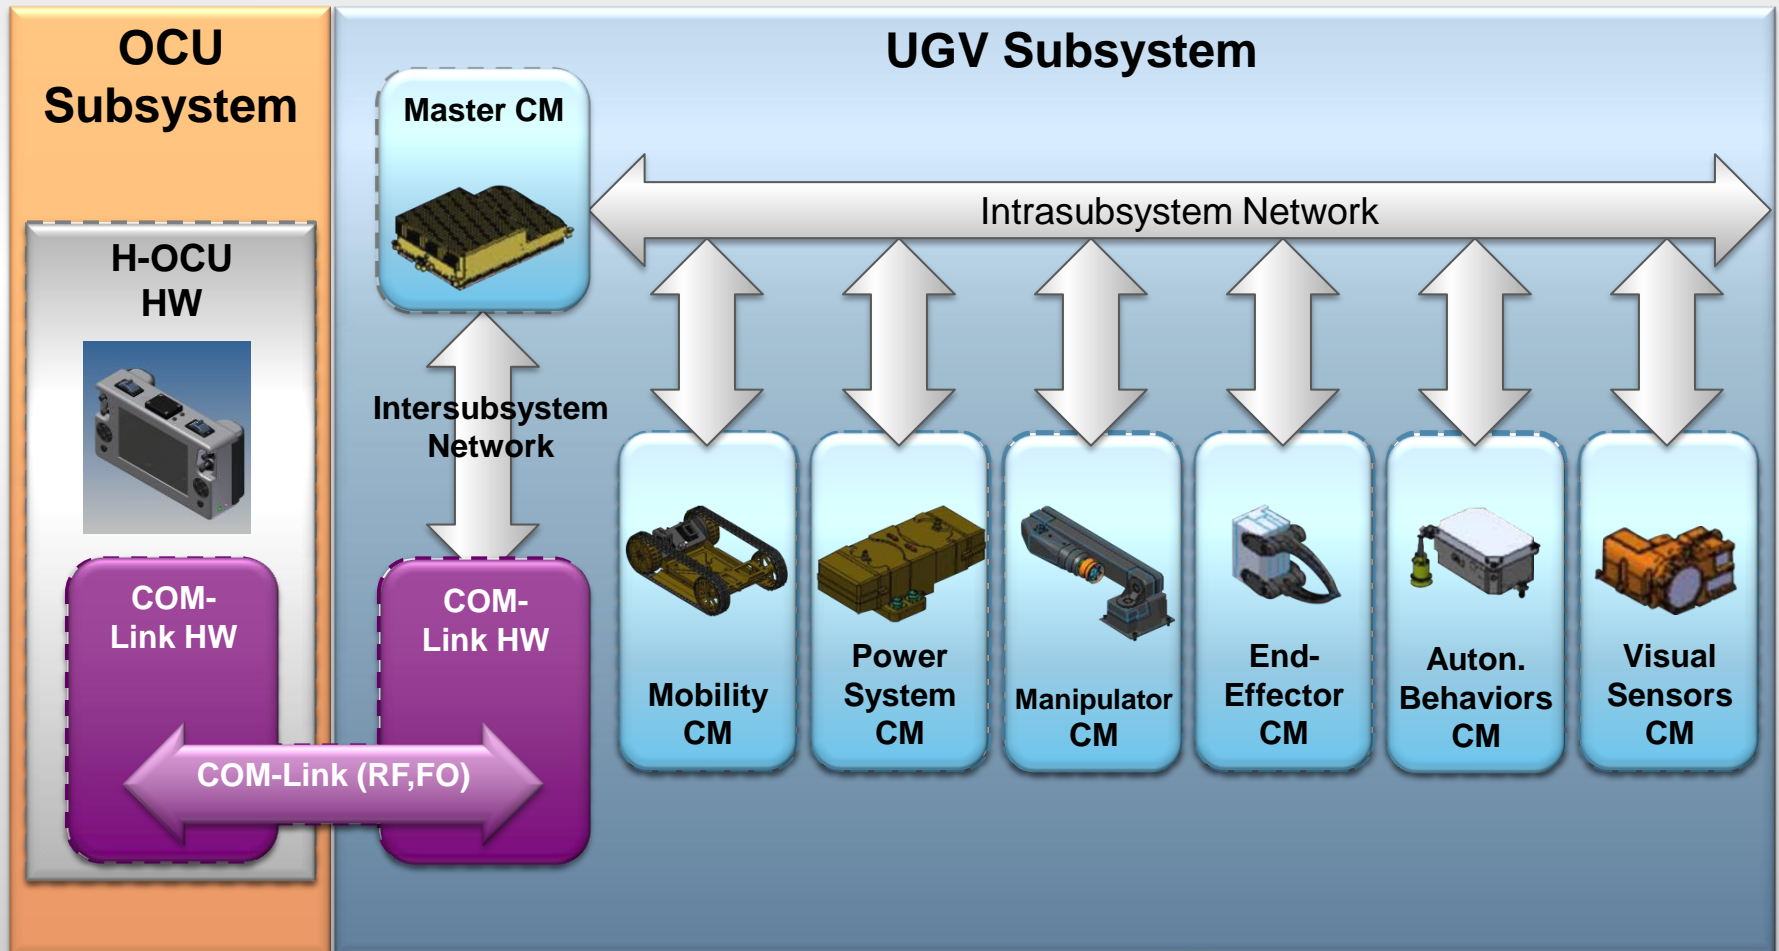 OCU
Subsystem
UGV Subsystem
Master CM
Intrasubsystem Network
H-OCU
HW
Intersubsystem
Network
COM-
Link HW
COM-
Link HW
COM-Link (RF,FO)
Mobility
CM
Power
System
CM
Manipulator
CM
End-
Effector
CM
Auton.
Behaviors
CM
Visual
Sensors
CM